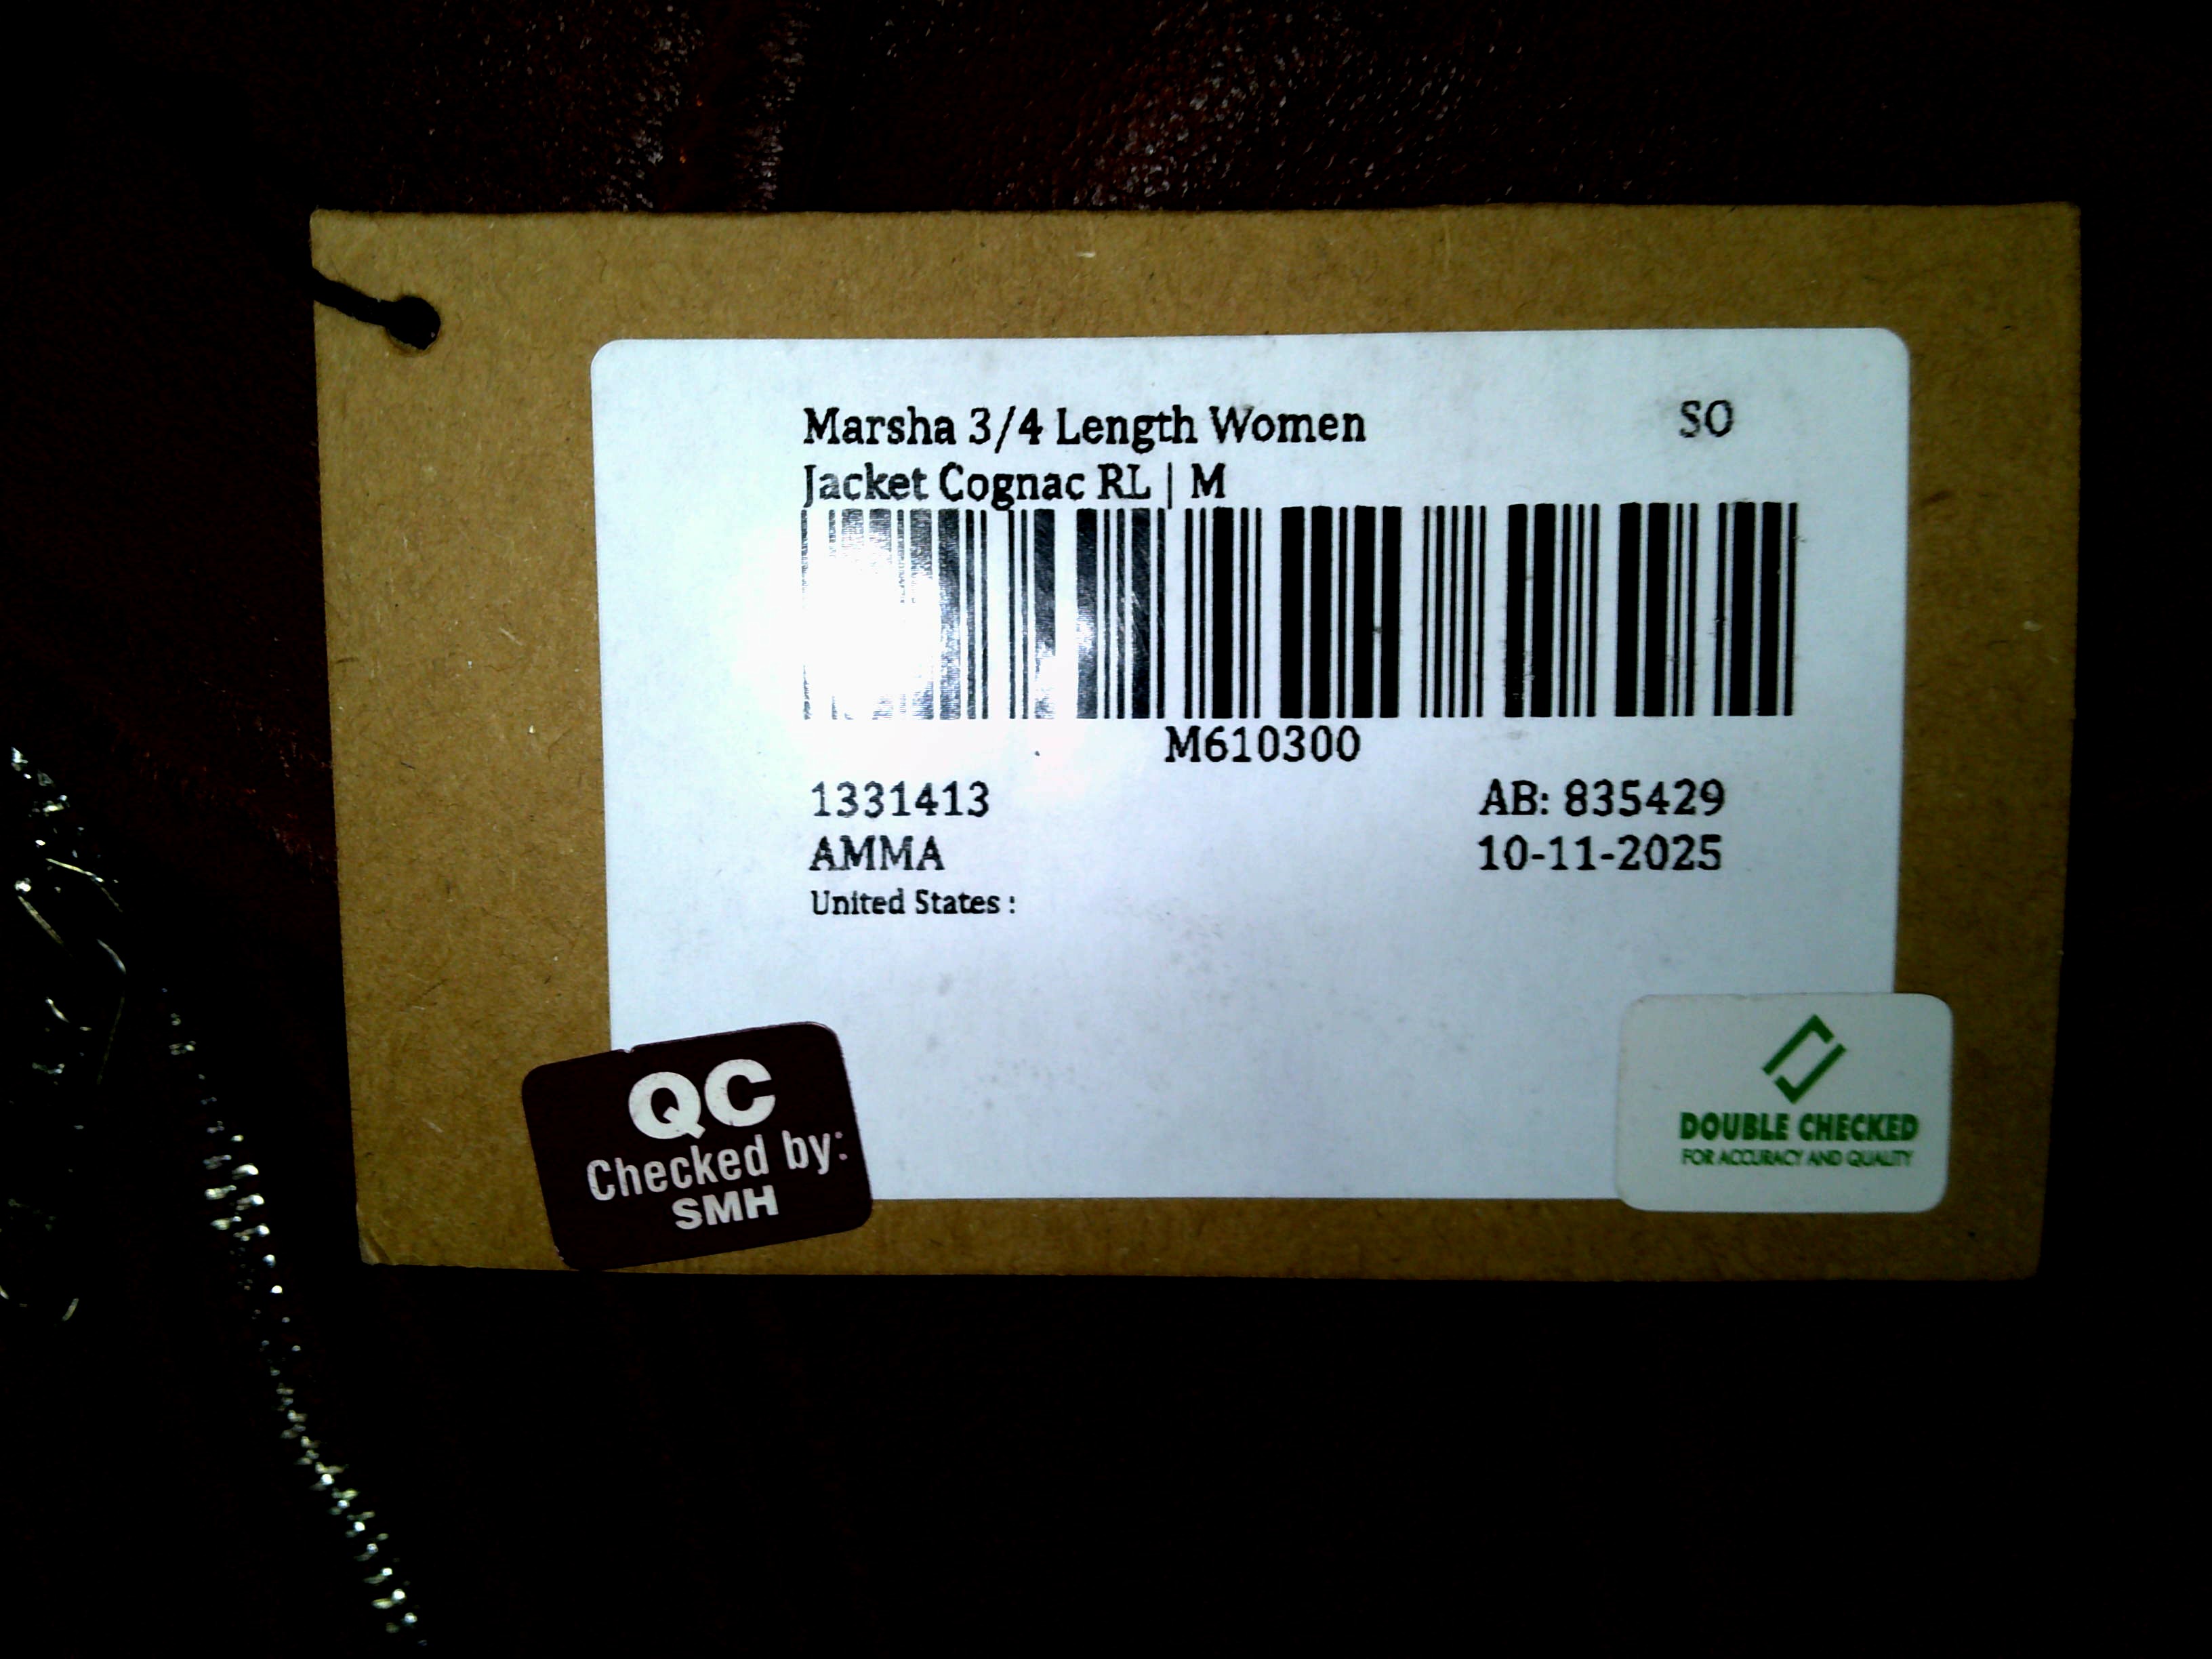 Marsha 3/4 Length Women
SO
Jacket Cognac RL | M
M610300
1331413
AB: 835429
AMMA
10-11-2025
United States :
QC
Checked by:
SMH
DOUBLE CHECKED
FOR ACCURACY AND QUALITY